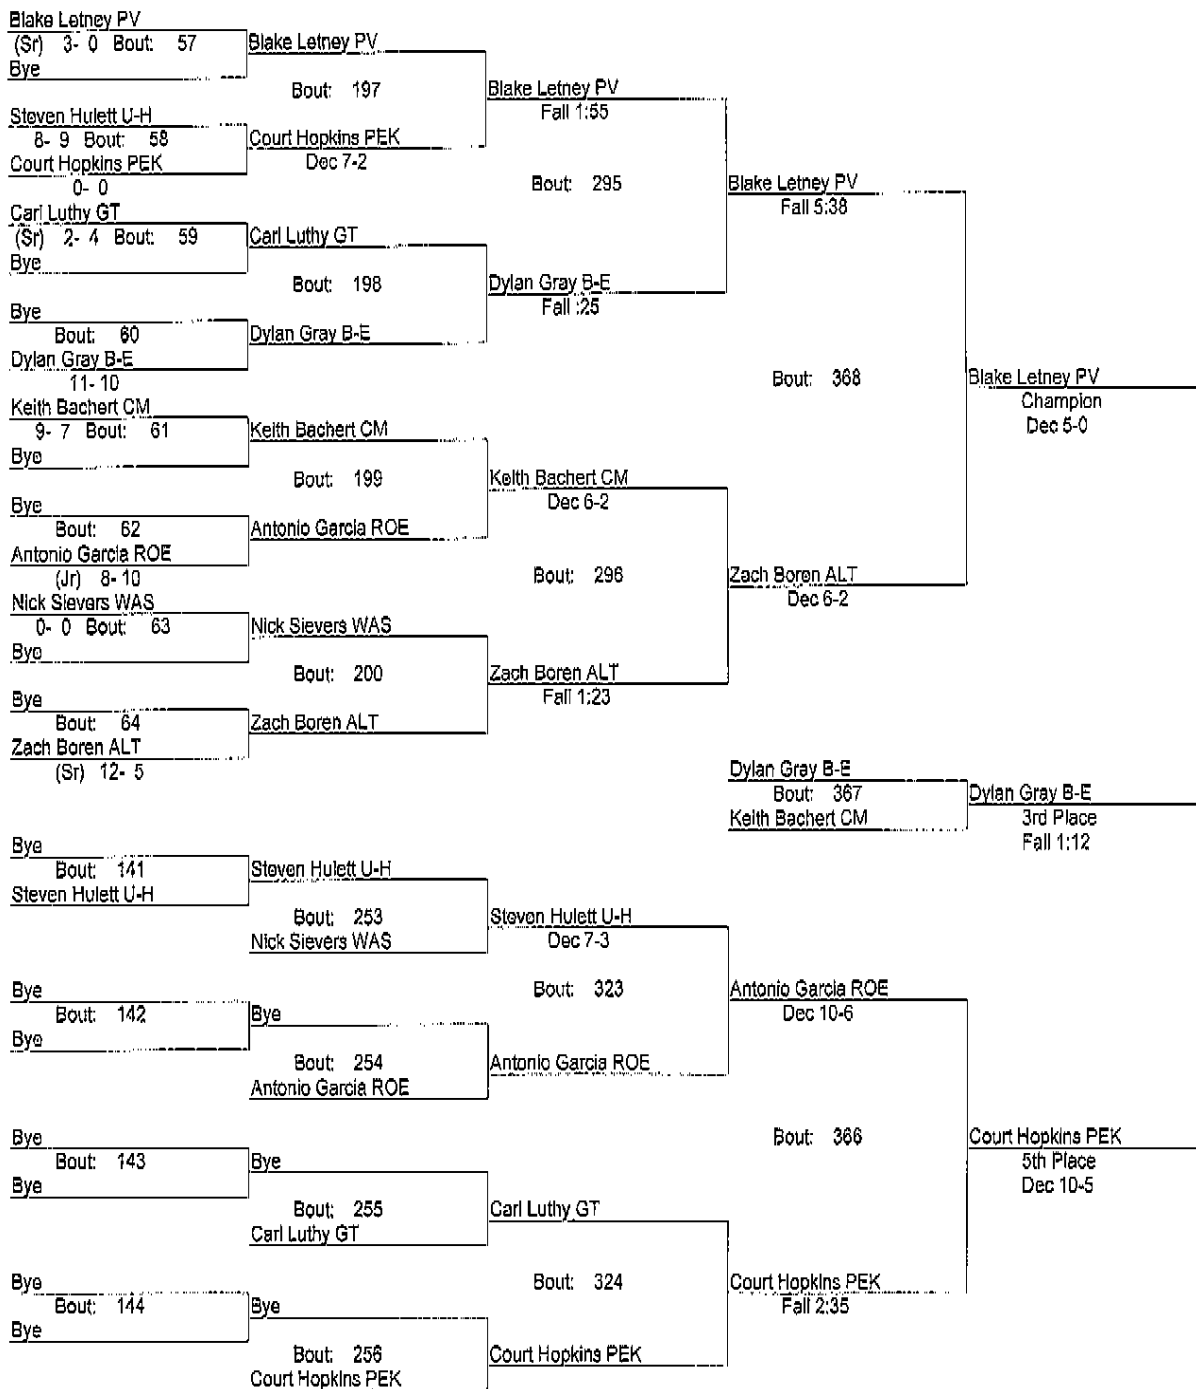 Blake Letney PV
(Sr) 3- 0 Bout: 57
Bye
Blake Letney PV
Bout: 197
Blake Letney PV
Fall 1:55
Steven Hulett U-H
8- 9 Bout: 58
Court Hopkins PEK
0- 0
Court Hopkins PEK
Dec 7-2
Bout: 295
Blake Letney PV
Fall 5:38
Carl Luthy GT
(Sr) 2- 4 Bout: 59
Bye
Carl Luthy GT
Bout: 198
Dylan Gray B-E
Fall :25
Bye
Bout: 60
Dylan Gray B-E
11- 10
Dylan Gray B-E
Bout: 368
Blake Letney PV
Champion
Dec 5-0
Keith Bachert CM
9- 7 Bout: 61
Bye
Keith Bachert CM
Bout: 199
Keith Bachert CM
Dec 6-2
Bye
Bout: 62
Antonio Garcia ROE
(Jr) 8- 10
Antonio Garcia ROE
Bout: 296
Zach Boren ALT
Dec 6-2
Nick Sievers WAS
0- 0 Bout: 63
Bye
Nick Sievers WAS
Bout: 200
Zach Boren ALT
Fall 1:23
Bye
Bout: 64
Zach Boren ALT
(Sr) 12- 5
Zach Boren ALT
Dylan Gray B-E
Bout: 367
Keith Bachert CM
Dylan Gray B-E
3rd Place
Fall 1:12
Bye
Bout: 141
Steven Hulett U-H
Steven Hulett U-H
Bout: 253
Nick Sievers WAS
Steven Hulett U-H
Dec 7-3
Bye
Bout: 142
Bye
Bye
Bout: 254
Antonio Garcia ROE
Bout: 323
Antonio Garcia ROE
Antonio Garcia ROE
Dec 10-6
Bye
Bout: 143
Bye
Bye
Bout: 255
Carl Luthy GT
Carl Luthy GT
Bout: 366
Court Hopkins PEK
5th Place
Dec 10-5
Bye
Bout: 144
Bye
Bye
Bout: 256
Court Hopkins PEK
Bout: 324
Court Hopkins PEK
Court Hopkins PEK
Fall 2:35